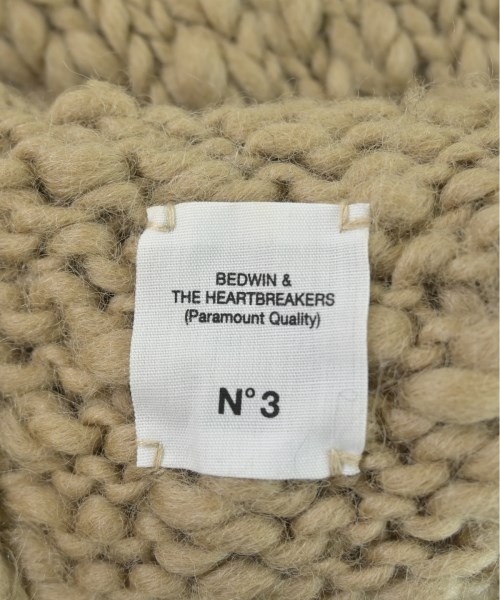 BEDWIN &
THE HEARTBREAKERS
(Paramount Quality)
N° 3